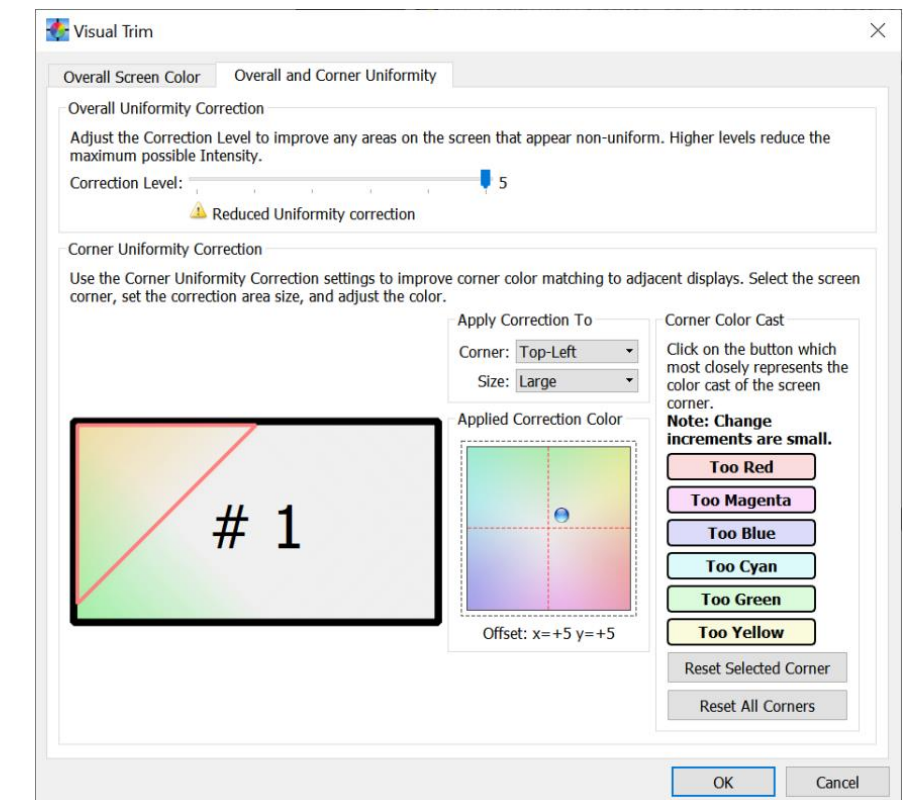 Visual Trim
Overall Screen Color
Overall and Corner Uniformity
Overall Uniformity Correction
Adjust the Correction Level to improve any areas on the screen that appear non-uniform. Higher levels reduce the
maximum possible Intensity.
Correction Level:
5
Reduced Uniformity correction
Corner Uniformity Correction
Use the Corner Uniformity Correction settings to improve corner color matching to adjacent displays. Select the screen
corner, set the correction area size, and adjust the color.
# 1
Apply Correction To
Corner: Top-Left
Size: Large
Applied Correction Color
Offset: x=+5 y=+5
Corner Color Cast
Click on the button which
most closely represents the
color cast of the screen
corner.
Note: Change
increments are small.
Too Red
Too Magenta
Too Blue
Too Cyan
Too Green
Too Yellow
Reset Selected Corner
Reset All Corners
OK
Cancel